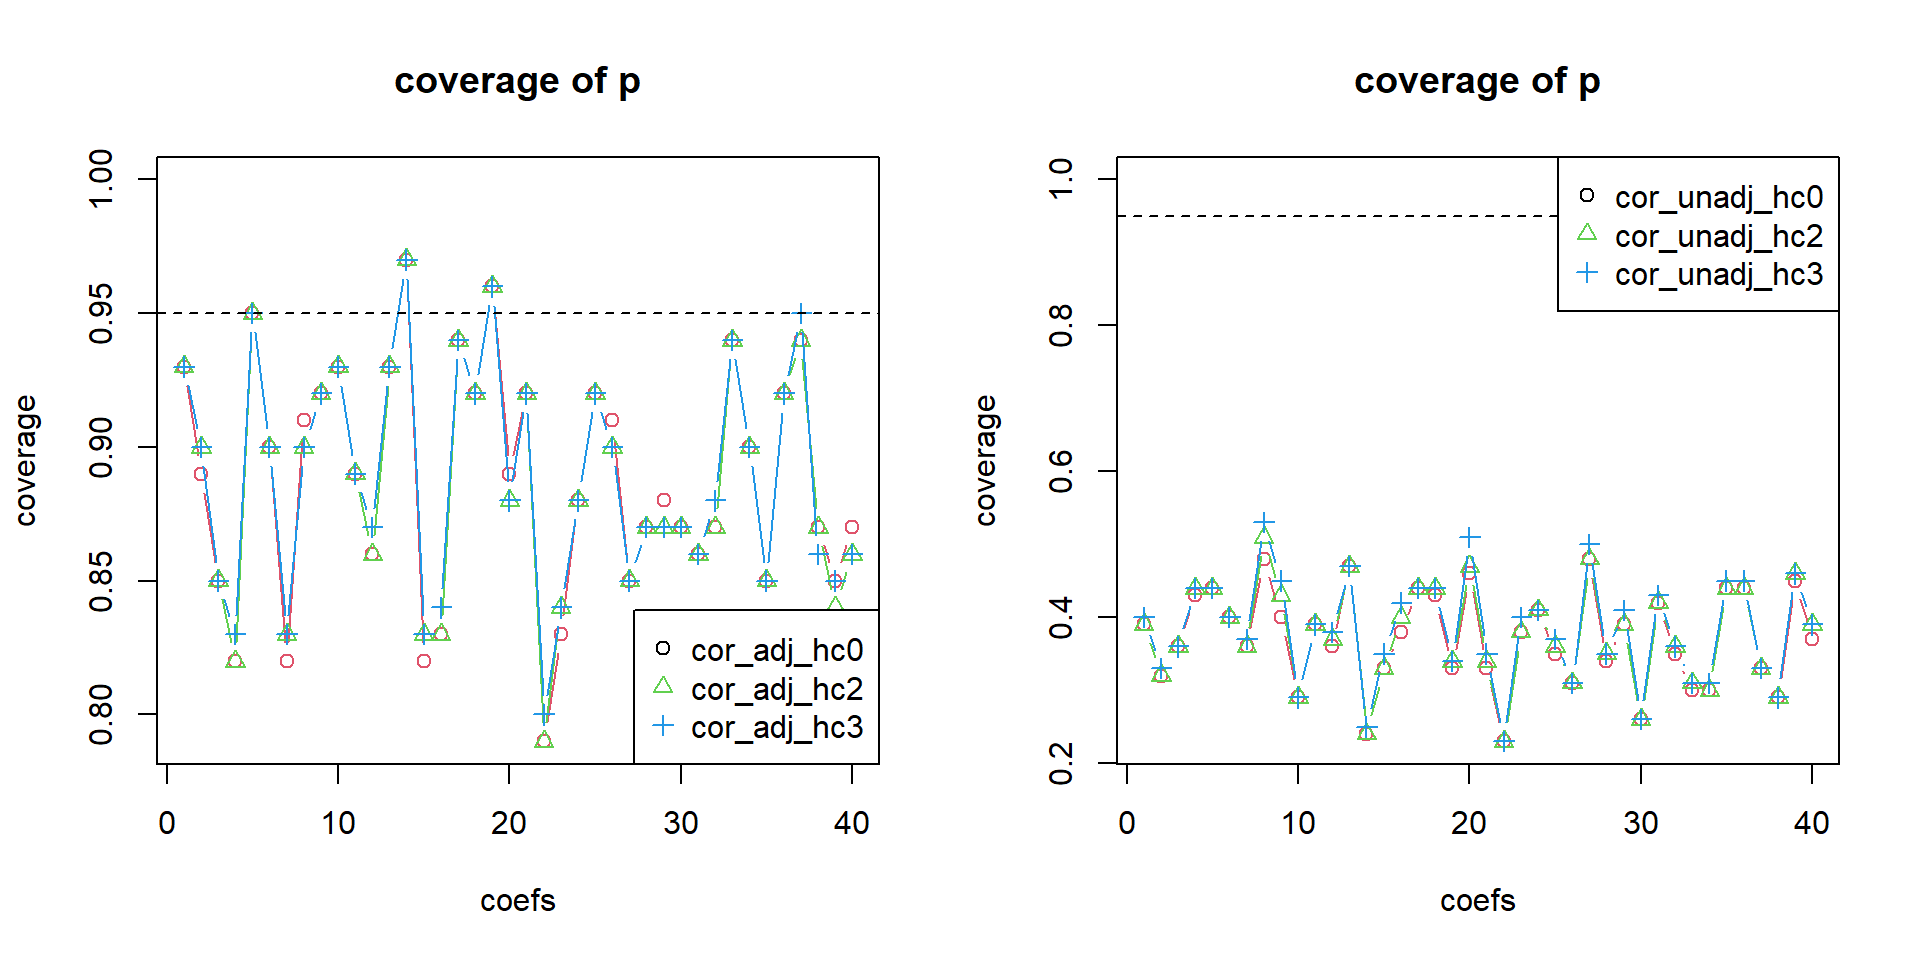 coverage of p
coverage
1.00
0.95
0.90
0.85
0.80
cor_adj_hc0
cor_adj_hc2
cor_adj_hc3
0 10 20 30 40
coefs
coverage of p
coverage
1.0
0.8
0.6
0.4
0.2
cor_unadj_hc0
cor_unadj_hc2
cor_unadj_hc3
0 10 20 30 40
coefs